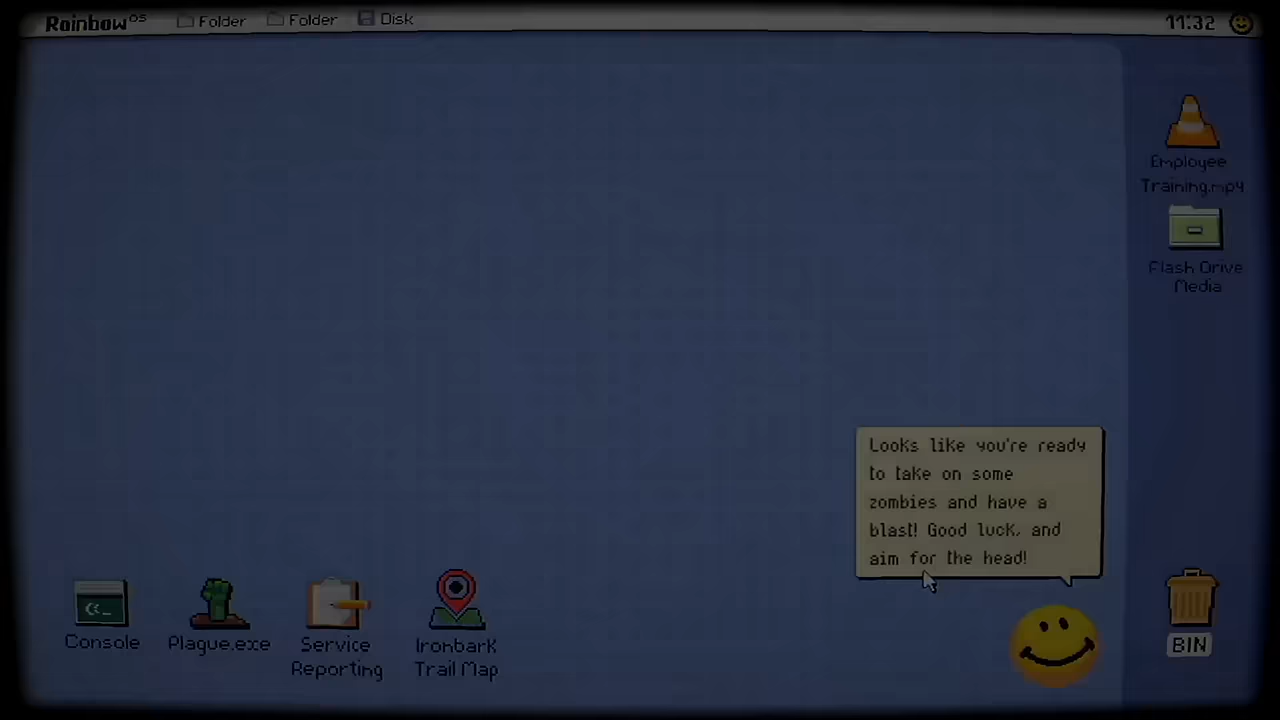 RainbowOS Folder Folder Disk 11:32
Employee
Training.mp4
Flash Drive
Media
Looks like you're ready
to take on some
zombies and have a
blast! Good luck, and
aim for the head!
Console
Plague.exe
Service
Reporting
Ironbark
Trail Map
BIN